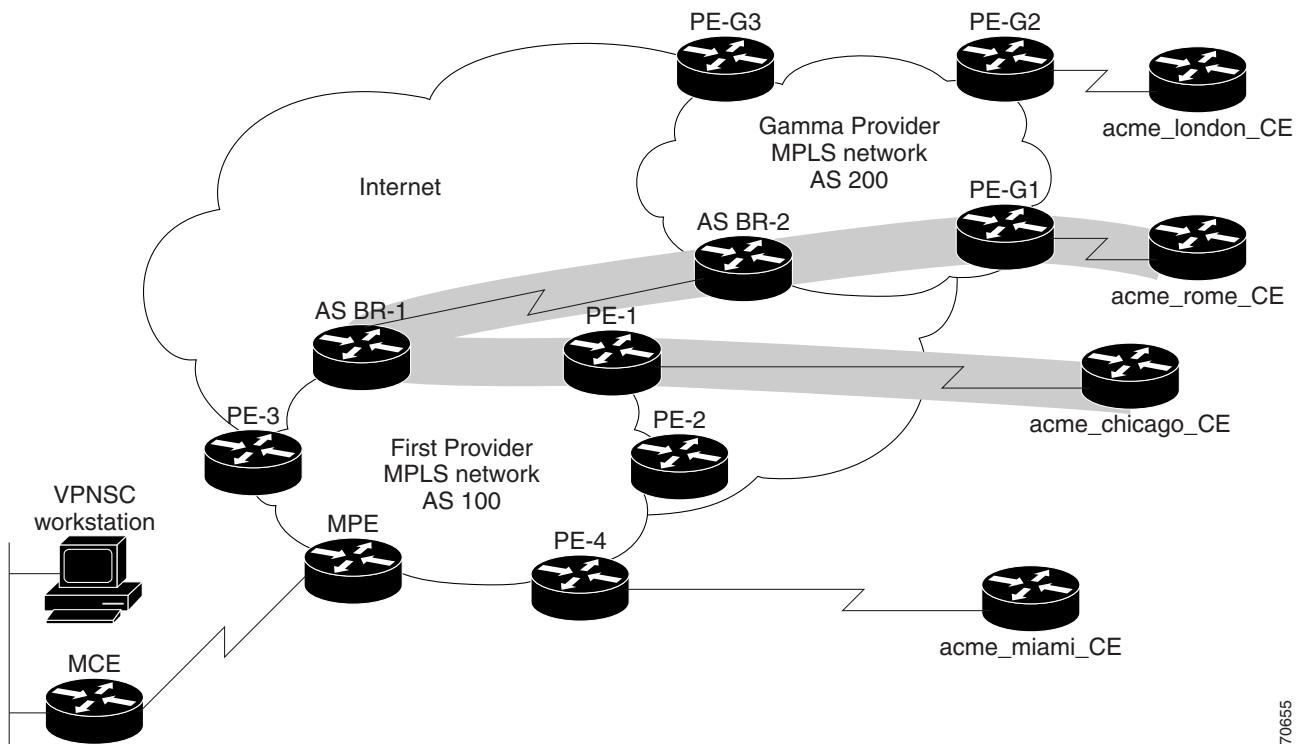 PE-G3
PE-G2
acme_london_CE
Gamma Provider
MPLS network
AS 200
Internet
PE-G1
AS BR-2
acme_rome_CE
AS BR-1
PE-1
acme_chicago_CE
PE-3
PE-2
First Provider
MPLS network
AS 100
VPNSC
workstation
MPE
PE-4
acme_miami_CE
MCE
70655